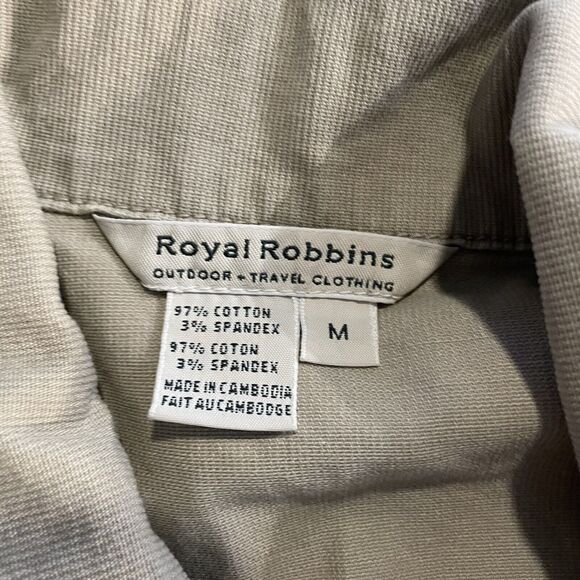 Royal Robbins
OUTDOOR + TRAVEL CLOTHING
97% COTTON
3% SPANDEX
97% COTON
3% SPANDEX
MADE IN CAMBODIA
FAIT AU CAMBODGE
M